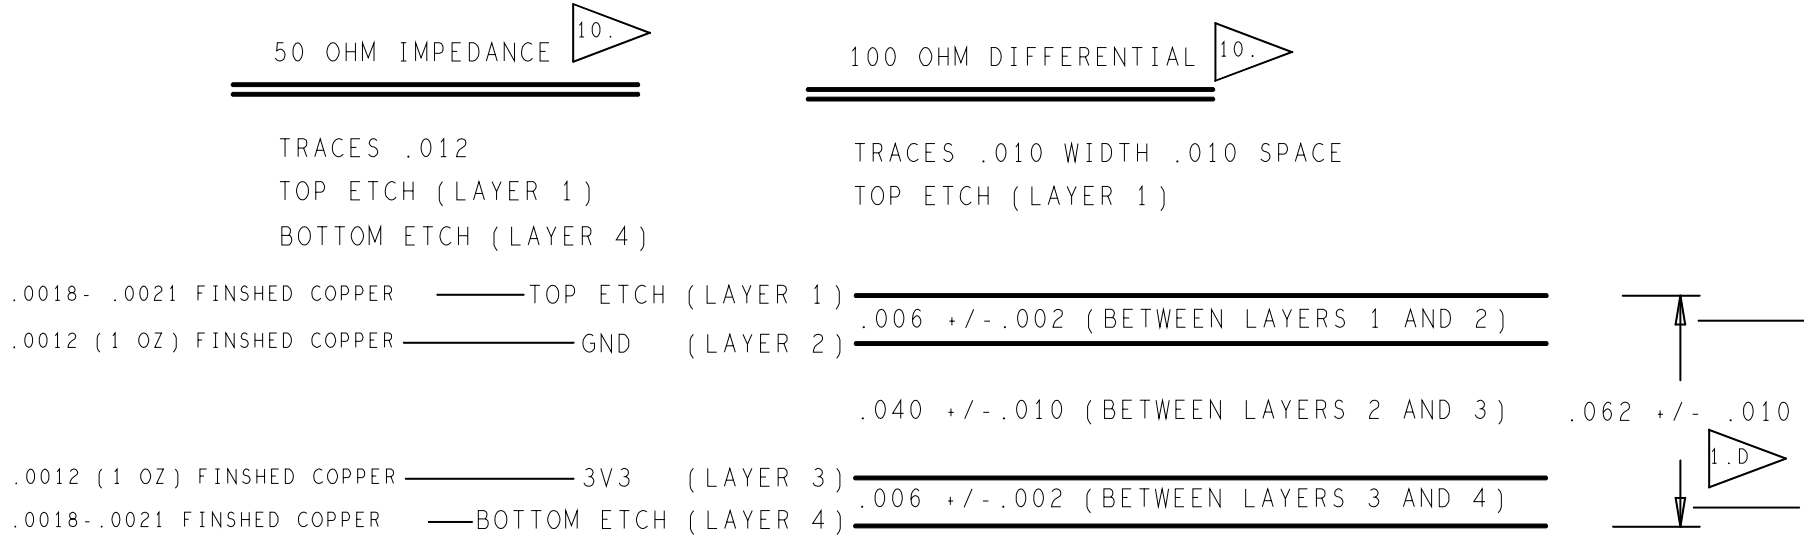 50 OHM IMPEDANCE 10.
100 OHM DIFFERENTIAL 10.
TRACES .012
TOP ETCH (LAYER 1)
BOTTOM ETCH (LAYER 4)
TRACES .010 WIDTH .010 SPACE
TOP ETCH (LAYER 1)
.0018- .0021 FINSHED COPPER TOP ETCH (LAYER 1)
.006 +/-.002 (BETWEEN LAYERS 1 AND 2)
.0012 (1 OZ) FINSHED COPPER GND (LAYER 2)
.040 +/-.010 (BETWEEN LAYERS 2 AND 3)
.062 +/- .010
1.D
.0012 (1 OZ) FINSHED COPPER 3V3 (LAYER 3)
.006 +/-.002 (BETWEEN LAYERS 3 AND 4)
.0018-.0021 FINSHED COPPER BOTTOM ETCH (LAYER 4)